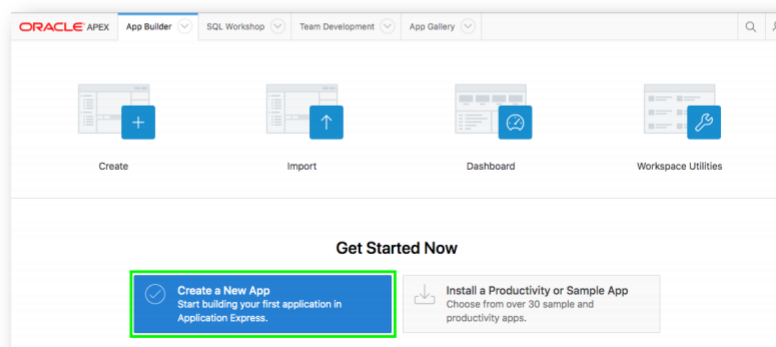 ORACLE APEX App Builder SQL Workshop Team Development App Gallery
Create Import Dashboard Workspace Utilities
Get Started Now
Create a New App
Start building your first application in
Application Express.
Install a Productivity or Sample App
Choose from over 30 sample and
productivity apps.